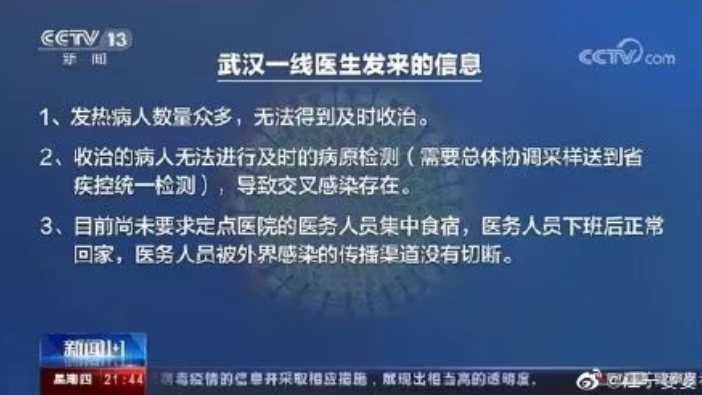 CCTV 13
新闻
CCTV.com
武汉一线医生发来的信息
1、发热病人数量众多，无法得到及时收治。
2、收治的病人无法进行及时的病原检测（需要总体协调采样送到省
疾控统一检测），导致交叉感染存在。
3、目前尚未要求定点医院的医务人员集中食宿，医务人员下班后正常
回家，医务人员被外界感染的传播渠道没有切断。
新闻1+1
星期四 21:44 病毒疫情的信息并采取相应措施，展现出相当高的透明度。